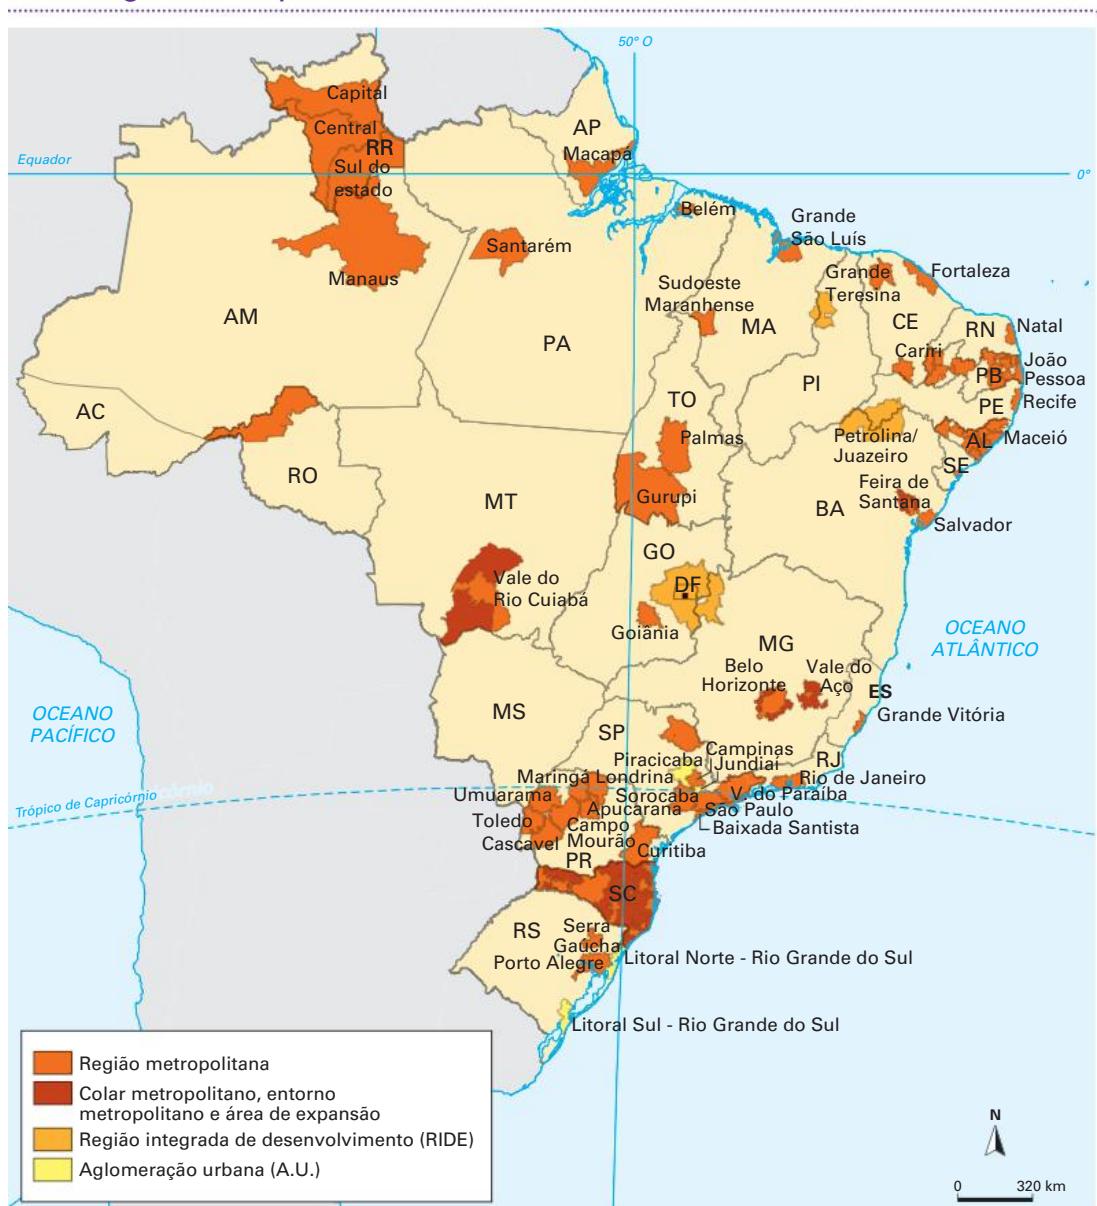 50° O
Capital
Central
RR
Sul do
estado
AP
Macapá
Equador
0°
Belém
Grande
São Luís
Santarém
Manaus
Sudoeste
Maranhense
Grande
Teresina
Fortaleza
AM
PA
MA
CE
RN
Natal
Cariri
João
Pessoa
PB
PI
TO
PE
Recife
AC
Palmas
Petrolina/
Juazeiro
AL
Maceió
SE
RO
Gurupi
Feira de
Santana
MT
BA
Salvador
GO
DF
Vale do
Rio Cuiabá
Goiânia
MG
OCEANO
ATLÂNTICO
Belo
Horizonte
Vale do
Aço
ES
Grande Vitória
OCEANO
PACÍFICO
MS
SP
Piracicaba
Campinas
Jundiaí
RJ
Rio de Janeiro
Maringá
Londrina
Trópico de Capricórnio
Umuarama
Sorocaba
V. do Paraíba
Apucarana
São Paulo
Toledo
Campo
Mourão
Baixada Santista
Cascavel
Curitiba
PR
SC
RS
Serra
Gaúcha
Porto Alegre
Litoral Norte - Rio Grande do Sul
Litoral Sul - Rio Grande do Sul
Região metropolitana
Colar metropolitano, entorno
metropolitano e área de expansão
Região integrada de desenvolvimento (RIDE)
Aglomeração urbana (A.U.)
N
0 320 km